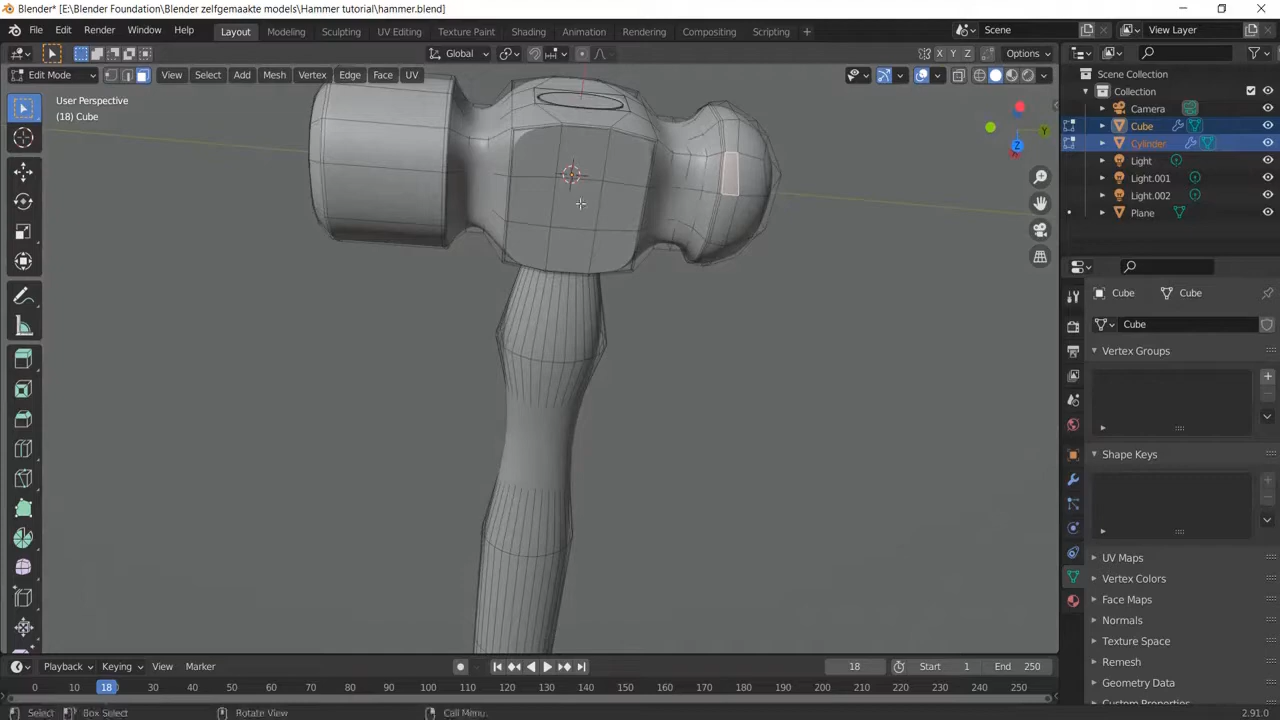 Blender* [E:\Blender Foundation\Blender zelfgemaakte models\Hammer tutorial\hammer.blend]
File Edit Render Window Help Layout Modeling Sculpting UV Editing Texture Paint Shading Animation Rendering Compositing Scripting + Scene View Layer
Global X Y Z Options
Edit Mode View Select Add Mesh Vertex Edge Face UV
Scene Collection
User Perspective
(18) Cube
Collection
Camera
Cube
Cylinder
Light
Light.001
Light.002
Plane
Y
Z
Cube Cube
Cube
Vertex Groups
Shape Keys
UV Maps
Vertex Colors
Face Maps
Normals
Texture Space
Remesh
Geometry Data
Custom Properties
Playback Keying View Marker 18 Start 1 End 250
0 10 18 30 40 50 60 70 80 90 100 110 120 130 140 150 160 170 180 190 200 210 220 230 240 250
Select Box Select Rotate View Call Menu 2.91.0